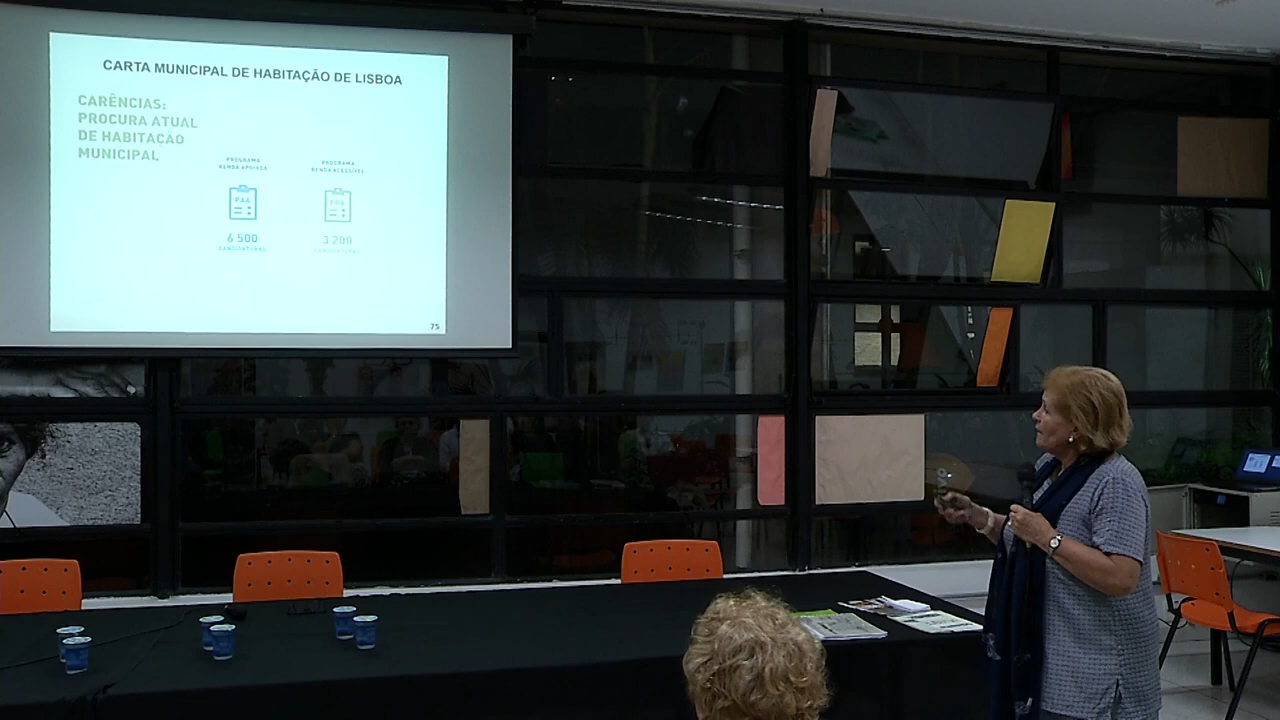 CARTA MUNICIPAL DE HABITAÇÃO DE LISBOA
CARÊNCIAS:
PROCURA ATUAL
DE HABITAÇÃO
MUNICIPAL
PROGRAMA
RENDA APOIADA
PROGRAMA
RENDA ACESSÍVEL
PAA
6 500
3 200
CANDIDATURAS
CANDIDATURAS
75